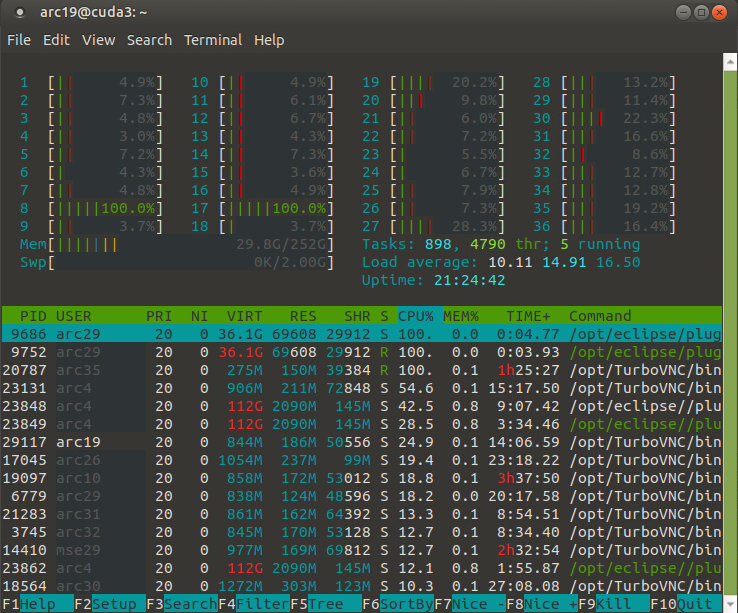 arc19@cuda3: ~
File Edit View Search Terminal Help
1 [|| 4.9%] 10 [|| 4.9%] 19 [|||| 20.2%] 28 [||| 13.2%]
2 [|| 7.3%] 11 [|| 6.1%] 20 [||| 9.8%] 29 [||| 11.4%]
3 [|| 4.8%] 12 [|| 6.7%] 21 [|| 6.0%] 30 [|||| 22.3%]
4 [|| 3.0%] 13 [|| 4.3%] 22 [|| 7.2%] 31 [||| 16.6%]
5 [|| 7.2%] 14 [|| 7.3%] 23 [| 5.5%] 32 [|| 8.6%]
6 [| 4.3%] 15 [|| 3.6%] 24 [| 6.7%] 33 [||| 12.7%]
7 [|| 4.8%] 16 [|| 4.9%] 25 [|| 7.9%] 34 [||| 12.8%]
8 [|||||100.0%] 17 [|||||100.0%] 26 [|| 7.3%] 35 [||| 19.2%]
9 [|| 3.7%] 18 [| 3.7%] 27 [|||| 28.3%] 36 [||| 16.4%]
Mem[||||||| 29.8G/252G] Tasks: 898, 4790 thr; 5 running
Swp[ 0K/2.00G] Load average: 10.11 14.91 16.50
Uptime: 21:24:42
PID USER PRI NI VIRT RES SHR S CPU% MEM% TIME+ Command
9686 arc29 20 0 36.1G 69608 29912 S 100. 0.0 0:04.77 /opt/eclipse/plug
9752 arc29 20 0 36.1G 69608 29912 R 100. 0.0 0:03.93 /opt/eclipse/plug
20787 arc35 20 0 275M 150M 39384 R 100. 0.1 1h25:27 /opt/TurboVNC/bin
23131 arc4 20 0 906M 211M 72848 S 54.6 0.1 15:17.50 /opt/TurboVNC/bin
23848 arc4 20 0 112G 2090M 145M S 42.5 0.8 9:07.42 /opt/eclipse//plu
23849 arc4 20 0 112G 2090M 145M S 28.5 0.8 3:34.46 /opt/eclipse//plu
29117 arc19 20 0 844M 186M 50556 S 24.9 0.1 14:06.59 /opt/TurboVNC/bin
17045 arc26 20 0 1054M 237M 99M S 19.4 0.1 23:18.22 /opt/TurboVNC/bin
19097 arc10 20 0 858M 172M 53012 S 18.8 0.1 3h37:50 /opt/TurboVNC/bin
6779 arc29 20 0 838M 124M 48596 S 18.2 0.0 20:17.58 /opt/TurboVNC/bin
21283 arc31 20 0 861M 162M 64392 S 13.3 0.1 8:54.51 /opt/TurboVNC/bin
3745 arc32 20 0 845M 170M 53128 S 12.7 0.1 8:34.40 /opt/TurboVNC/bin
14410 mse29 20 0 977M 169M 69812 S 12.7 0.1 2h32:54 /opt/TurboVNC/bin
23862 arc4 20 0 112G 2090M 145M S 12.1 0.8 1:55.87 /opt/eclipse//plu
18564 arc30 20 0 1272M 303M 123M S 10.3 0.1 27:08.08 /opt/TurboVNC/bin
F1Help F2Setup F3SearchF4FilterF5Tree F6SortByF7Nice -F8Nice +F9Kill F10Quit